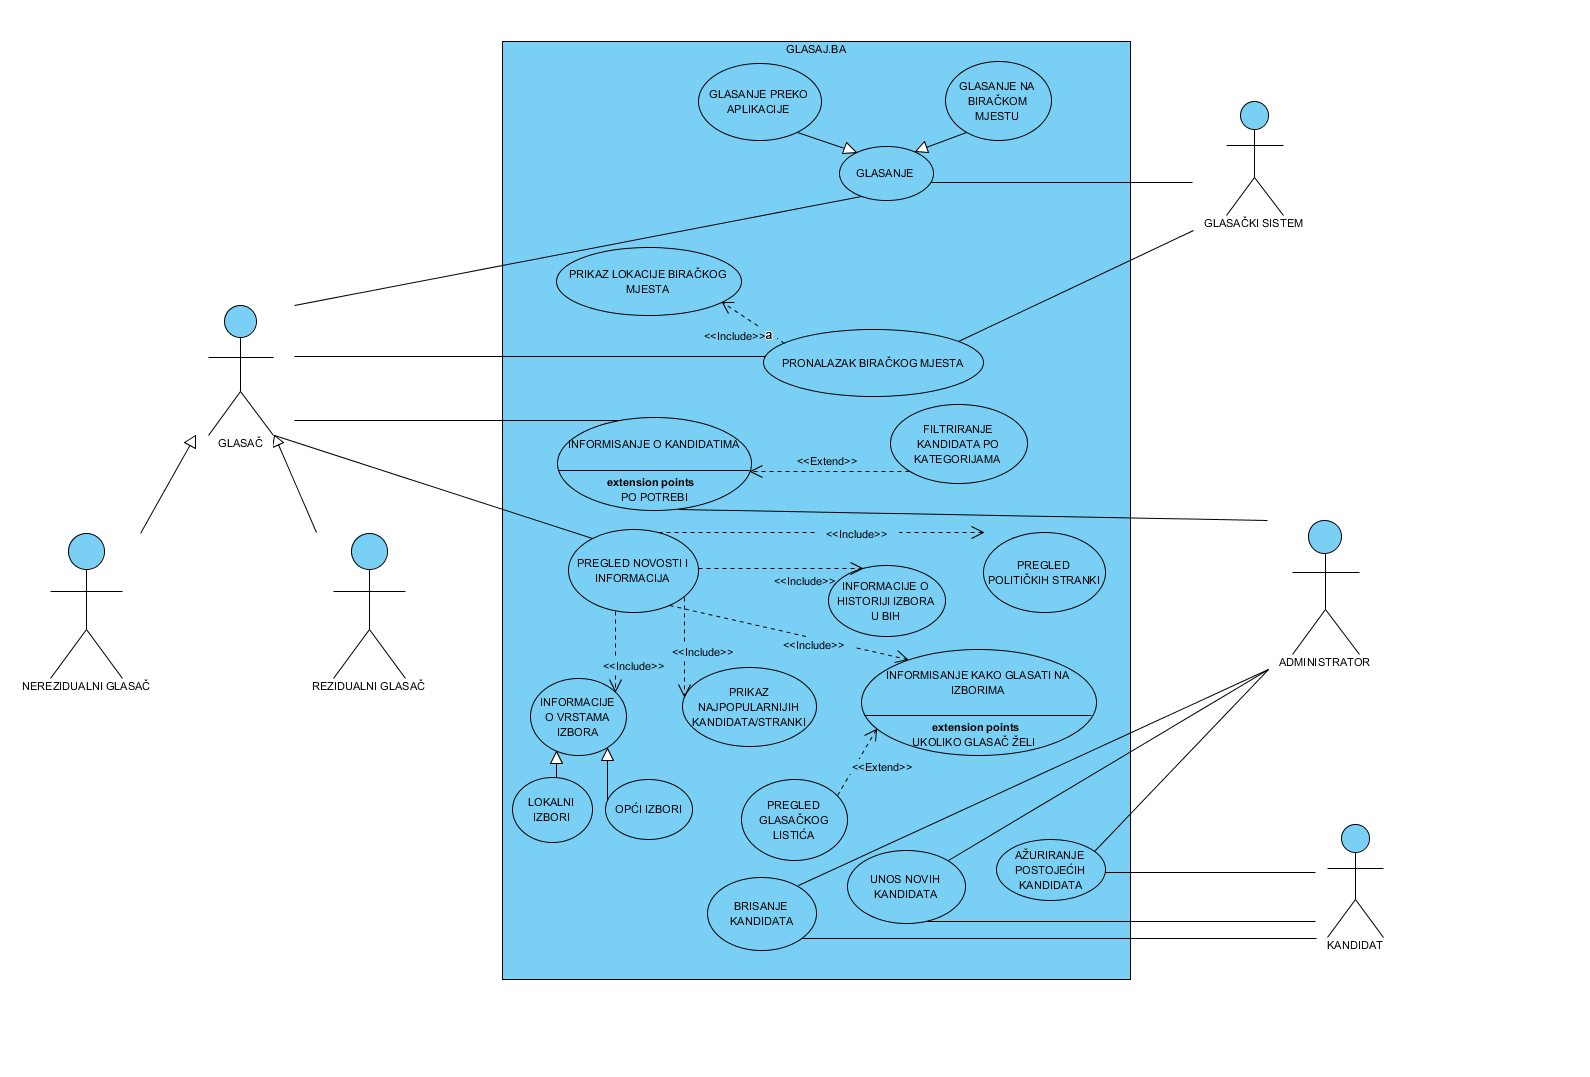 GLASAJ.BA
GLASANJE PREKO
APLIKACIJE
GLASANJE NA
BIRAČKOM
MJESTU
GLASANJE
GLASAČKI SISTEM
PRIKAZ LOKACIJE BIRAČKOG
MJESTA
<<Include>>a
PRONALAZAK BIRAČKOG MJESTA
GLASAČ
INFORMISANJE O KANDIDATIMA
extension points
PO POTREBI
<<Extend>>
FILTRIRANJE
KANDIDATA PO
KATEGORIJAMA
PREGLED NOVOSTI I
INFORMACIJA
<<Include>>
PREGLED
POLITIČKIH STRANKI
<<Include>>
INFORMACIJE O
HISTORIJI IZBORA
U BIH
<<Include>>
<<Include>>
<<Include>>
NEREZIDUALNI GLASAČ
REZIDUALNI GLASAČ
ADMINISTRATOR
INFORMACIJE
O VRSTAMA
IZBORA
PRIKAZ
NAJPOPULARNIJIH
KANDIDATA/STRANKI
INFORMISANJE KAKO GLASATI NA
IZBORIMA
extension points
UKOLIKO GLASAČ ŽELI
<<Extend>>
LOKALNI
IZBORI
OPĆI IZBORI
PREGLED
GLASAČKOG
LISTIĆA
AŽURIRANJE
POSTOJEĆIH
KANDIDATA
UNOS NOVIH
KANDIDATA
BRISANJE
KANDIDATA
KANDIDAT